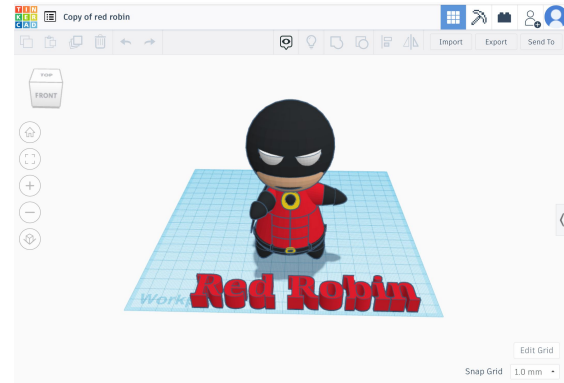 TIN
KER
CAD
Copy of red robin
Import
Export
Send To
TOP
FRONT
Red Robin
Edit Grid
Snap Grid 1.0 mm